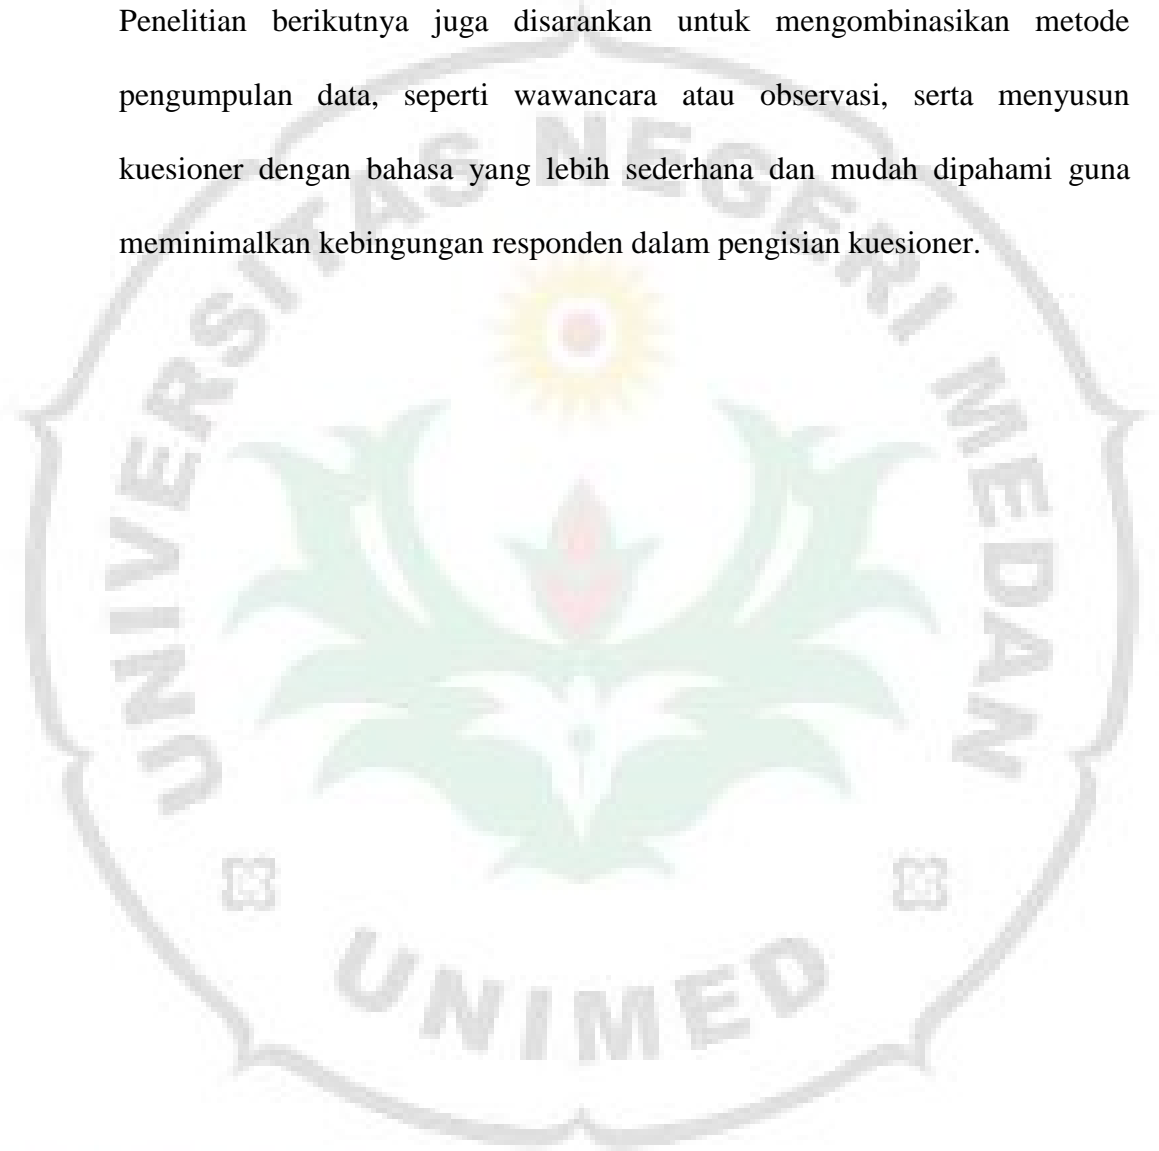 Penelitian berikutnya juga disarankan untuk mengombinasikan metode
pengumpulan data, seperti wawancara atau observasi, serta menyusun
kuesioner dengan bahasa yang lebih sederhana dan mudah dipahami guna
meminimalkan kebingungan responden dalam pengisian kuesioner.
UNIVERSITAS NEGERI MEDAN
UNIMED